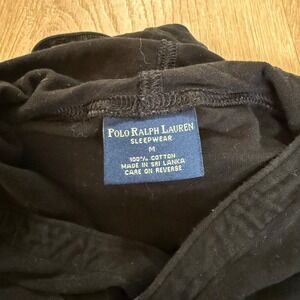 POLO RALPH LAUREN
SLEEPWEAR
M
100% COTTON
MADE IN SRI LANKA
CARE ON REVERSE